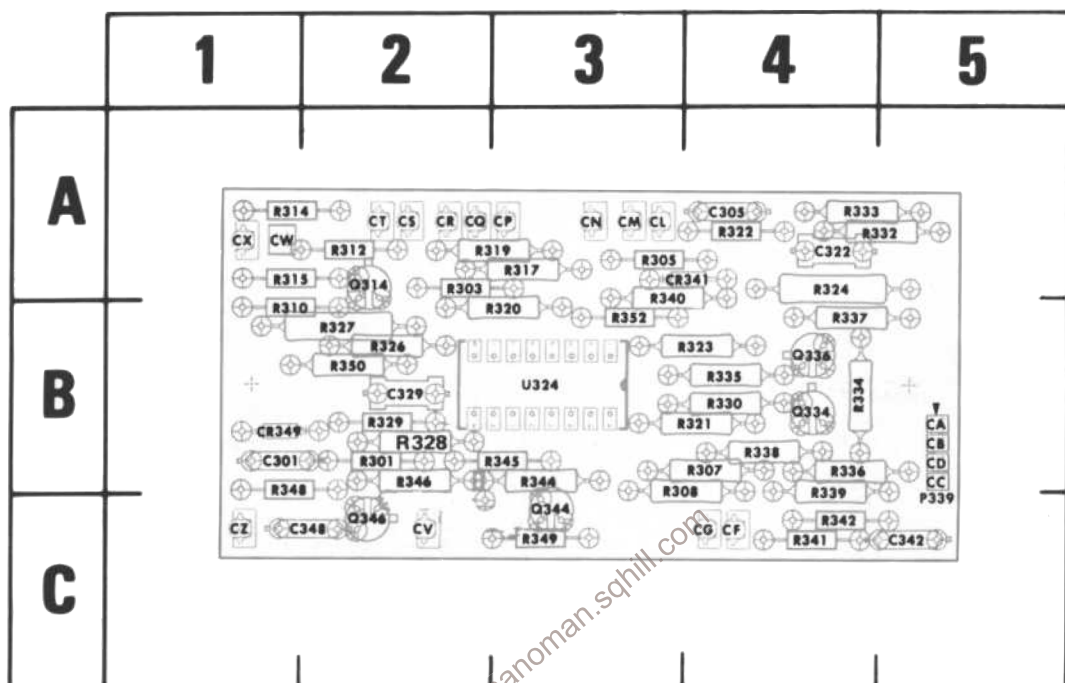 1 2 3 4 5
A
R314 CT CS CR CQ CP CN CM CL C305 R333
CX CW R322 R332
R312 R319 R305 C322
R317
R315 Q314 R303 CR341 R324
R340
R310 R320 R352 R337
R327
R326 R323
R350 Q336
R335
B
C329 U324 R334
R330
R329 R321 Q334 CA
CR349 R328 CB
R338
C301 R301 R345 CD
R307 R336
R346 R344 CC
R348 R308 R339 P339
Q346 Q344
CZ C348 CV CG CF R342
R349 R341 C342
C
anoman.sqhill.com